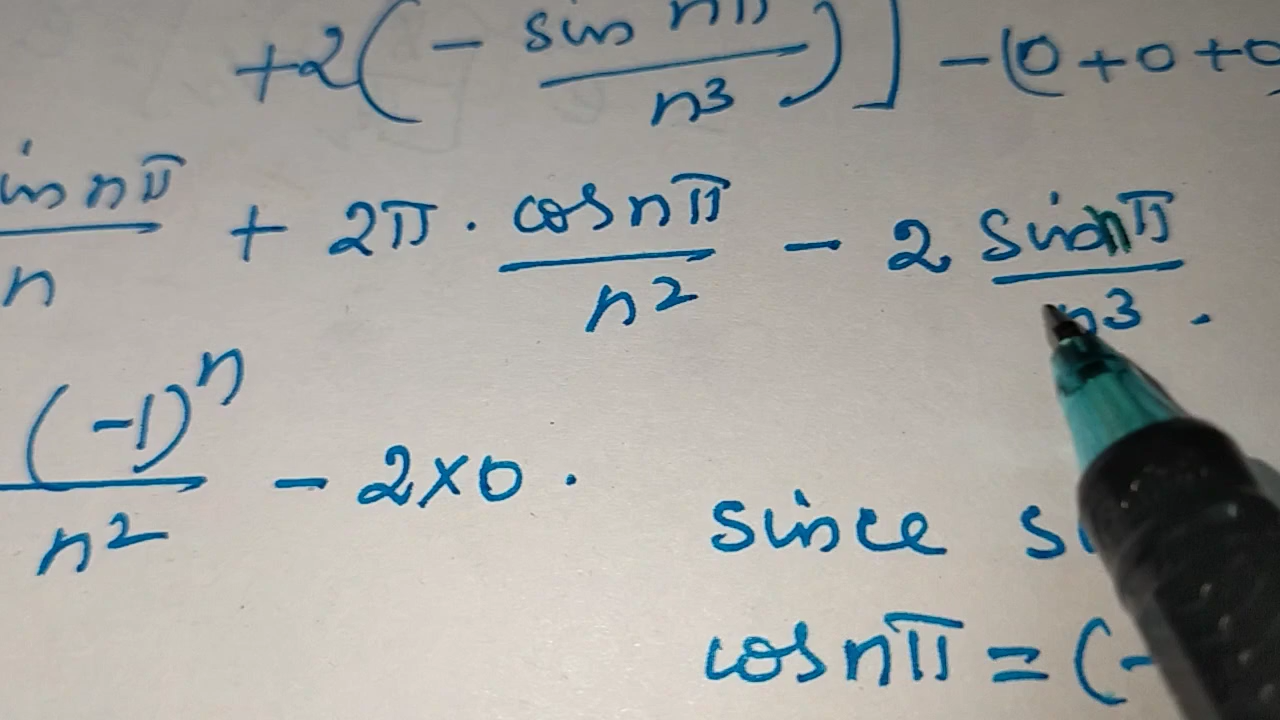 +2(- sin nπ/n³)] - (0+0+0
in nπ/n + 2π · cos nπ/n² - 2 sin nπ/n³ .
(-1)ⁿ/n² - 2×0 .
since s
cos nπ = (-